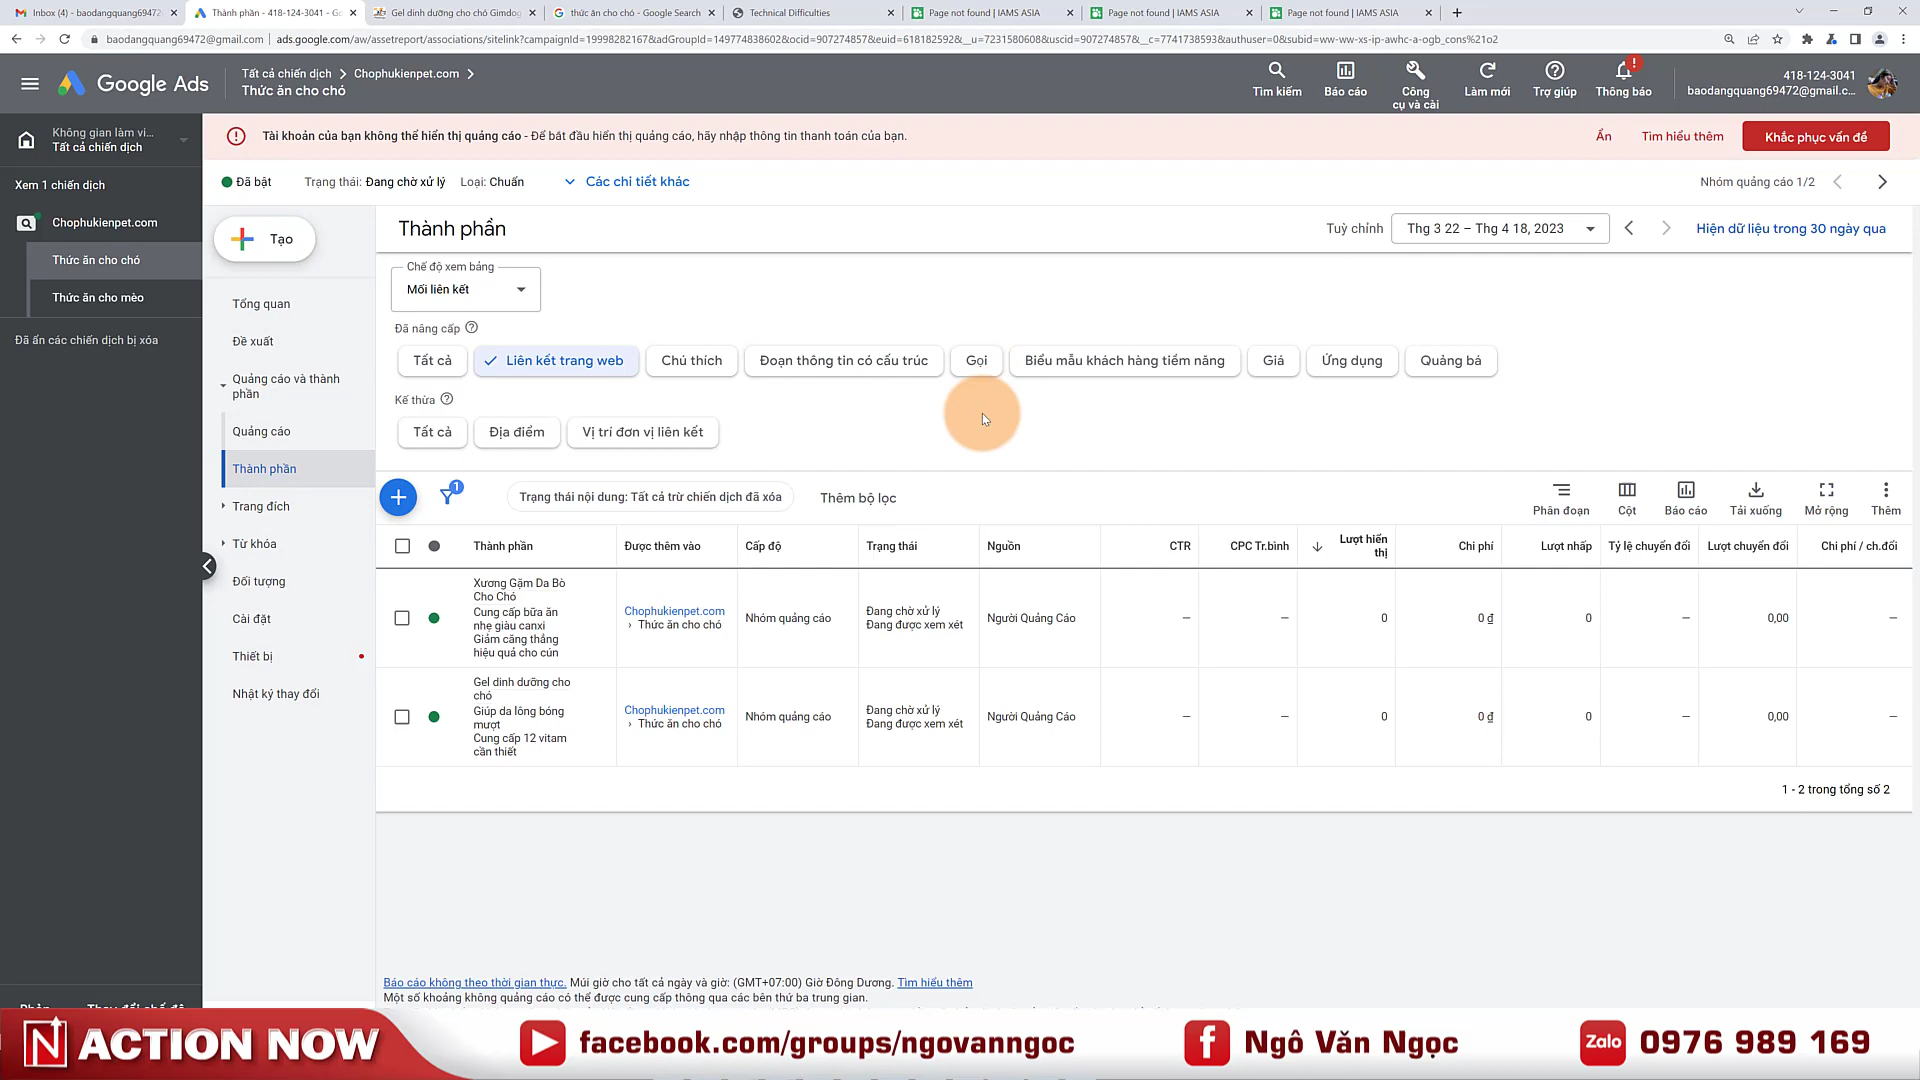 Inbox (4) - baodangquang69472
Thành phần - 418-124-3041 - Go
Gel dinh dưỡng cho chó Gimdog
thức ăn cho chó - Google Search
Technical Difficulties
Page not found | IAMS ASIA
Page not found | IAMS ASIA
Page not found | IAMS ASIA
baodangquang69472@gmail.com | ads.google.com/aw/assetreport/associations/sitelink?campaignId=19998282167&adGroupId=149774838602&ocid=907274857&euid=618182592&__u=7231580608&uscid=907274857&__c=7741738593&authuser=0&subid=ww-ww-xs-ip-awhc-a-ogb_cons%21o2
Google Ads
Tất cả chiến dịch > Chophukienpet.com >
Thức ăn cho chó
Tìm kiếm
Báo cáo
Công cụ và cài
Làm mới
Trợ giúp
Thông báo
418-124-3041
baodangquang69472@gmail.c...
Không gian làm vi...
Tất cả chiến dịch
Tài khoản của bạn không thể hiển thị quảng cáo - Để bắt đầu hiển thị quảng cáo, hãy nhập thông tin thanh toán của bạn.
Ẩn
Tìm hiểu thêm
Khắc phục vấn đề
Xem 1 chiến dịch
Chophukienpet.com
Thức ăn cho chó
Thức ăn cho mèo
Đã ẩn các chiến dịch bị xóa
Đã bật
Trạng thái: Đang chờ xử lý
Loại: Chuẩn
Các chi tiết khác
Nhóm quảng cáo 1/2
Tạo
Tổng quan
Đề xuất
Quảng cáo và thành phần
Quảng cáo
Thành phần
Trang đích
Từ khóa
Đối tượng
Cài đặt
Thiết bị
Nhật ký thay đổi
Thành phần
Tuỳ chỉnh
Thg 3 22 – Thg 4 18, 2023
Hiện dữ liệu trong 30 ngày qua
Chế độ xem bảng
Mối liên kết
Đã nâng cấp
Tất cả
Liên kết trang web
Chú thích
Đoạn thông tin có cấu trúc
Gọi
Biểu mẫu khách hàng tiềm năng
Giá
Ứng dụng
Quảng bá
Kế thừa
Tất cả
Địa điểm
Vị trí đơn vị liên kết
1
Trạng thái nội dung: Tất cả trừ chiến dịch đã xóa
Thêm bộ lọc
Phân đoạn
Cột
Báo cáo
Tải xuống
Mở rộng
Thêm
Thành phần
Được thêm vào
Cấp độ
Trạng thái
Nguồn
CTR
CPC Tr.bình
Lượt hiển thị
Chi phí
Lượt nhấp
Tỷ lệ chuyển đổi
Lượt chuyển đổi
Chi phí / ch.đổi
Xương Gặm Da Bò
Cho Chó
Cung cấp bữa ăn
nhẹ giàu canxi
Giảm căng thẳng
hiệu quả cho cún
Chophukienpet.com
› Thức ăn cho chó
Nhóm quảng cáo
Đang chờ xử lý
Đang được xem xét
Người Quảng Cáo
—
—
0
0 ₫
0
—
0,00
—
Gel dinh dưỡng cho
chó
Giúp da lông bóng
mượt
Cung cấp 12 vitam
cần thiết
Chophukienpet.com
› Thức ăn cho chó
Nhóm quảng cáo
Đang chờ xử lý
Đang được xem xét
Người Quảng Cáo
—
—
0
0 ₫
0
—
0,00
—
1 - 2 trong tổng số 2
Báo cáo không theo thời gian thực. Múi giờ cho tất cả ngày và giờ: (GMT+07:00) Giờ Đông Dương. Tìm hiểu thêm
Một số khoảng không quảng cáo có thể được cung cấp thông qua các bên thứ ba trung gian.
ACTION NOW
facebook.com/groups/ngovanngoc
Ngô Văn Ngọc
Zalo
0976 989 169